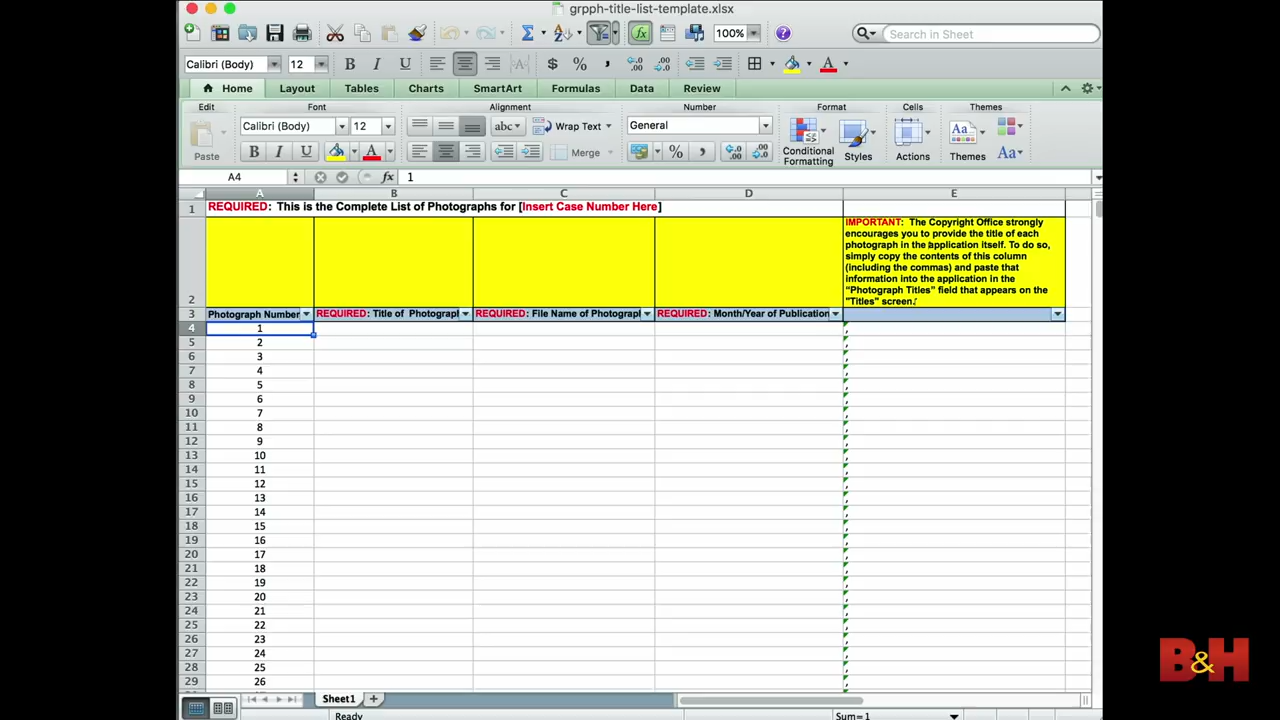 grpph-title-list-template.xlsx
100%
Search in Sheet
Calibri (Body) 12 B I U $ % ,
Home Layout Tables Charts SmartArt Formulas Data Review
Edit Font Alignment Number Format Cells Themes
Calibri (Body) 12 abc Wrap Text General
Paste B I U A Merge % , Conditional Formatting Styles Actions Themes Aa
A4 fx 1
A B C D E
1 REQUIRED: This is the Complete List of Photographs for [Insert Case Number Here]
IMPORTANT: The Copyright Office strongly
encourages you to provide the title of each
photograph in the application itself. To do so,
simply copy the contents of this column
(including the commas) and paste that
information into the application in the
"Photograph Titles" field that appears on the
2 "Titles" screen.
3 Photograph Number REQUIRED: Title of Photograp REQUIRED: File Name of Photograp REQUIRED: Month/Year of Publication
4 1 ,
5 2 ,
6 3 ,
7 4 ,
8 5 ,
9 6 ,
10 7 ,
11 8 ,
12 9 ,
13 10 ,
14 11 ,
15 12 ,
16 13 ,
17 14 ,
18 15 ,
19 16 ,
20 17 ,
21 18 ,
22 19 ,
23 20 ,
24 21 ,
25 22 ,
26 23 ,
27 24 ,
28 25 ,
29 26 ,
Sheet1
Ready Sum=1
B&H